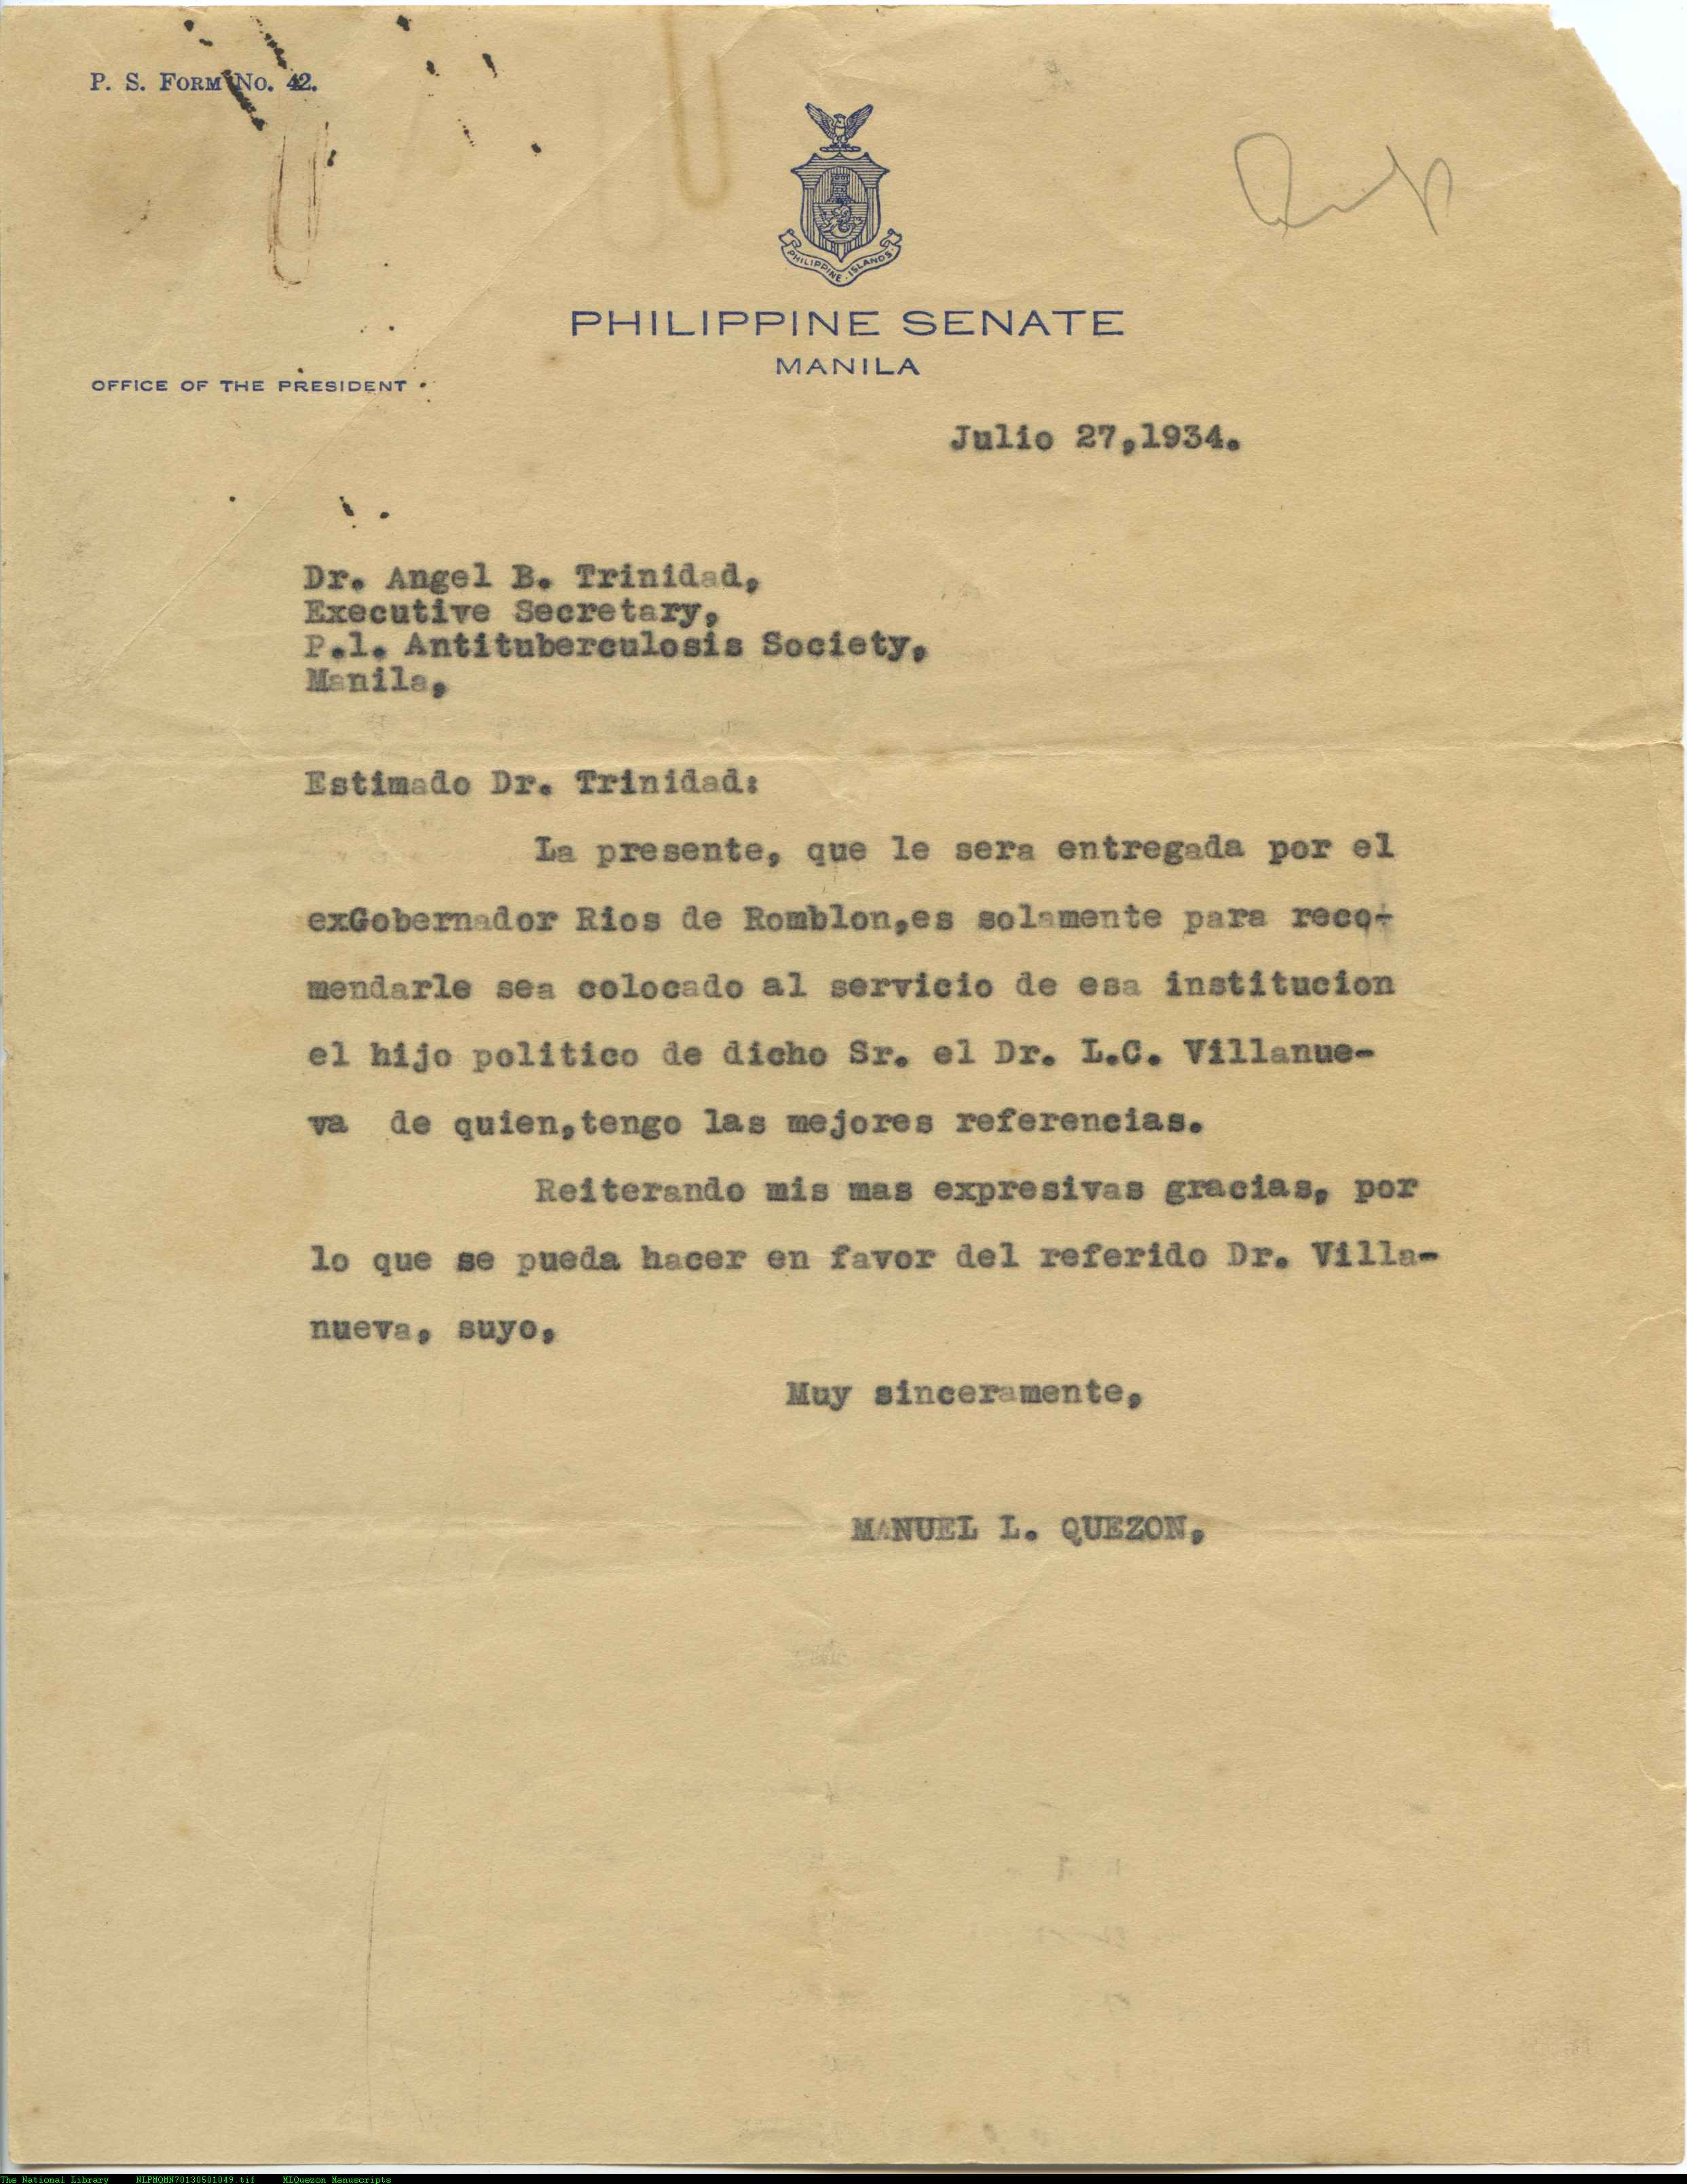 P. S. FORM NO. 42.
PHILIPPINE ISLANDS
PHILIPPINE SENATE
MANILA
OFFICE OF THE PRESIDENT
Julio 27,1934.
Dr. Angel B. Trinidad,
Executive Secretary,
P.l. Antituberculosis Society,
Manila,
Estimado Dr. Trinidad:
La presente, que le sera entregada por el
exGobernador Rios de Romblon,es solamente para reco-
mendarle sea colocado al servicio de esa institucion
el hijo politico de dicho Sr. el Dr. L.C. Villanue-
va de quien,tengo las mejores referencias.
Reiterando mis mas expresivas gracias, por
lo que se pueda hacer en favor del referido Dr. Villa-
nueva, suyo,
Muy sinceramente,
MANUEL L. QUEZON,
The National Library NLPMQMN70130501049.tif MLQuezon Manuscripts